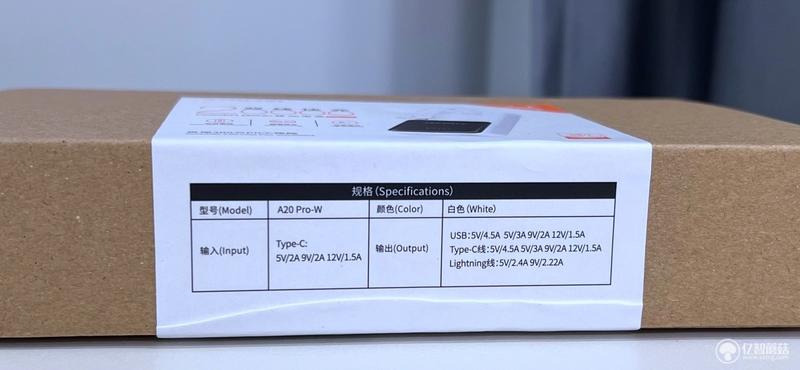 规格(Specifications)
型号(Model) A20 Pro-W 颜色(Color) 白色(White)
输入(Input) Type-C: 5V/2A 9V/2A 12V/1.5A
输出(Output) USB:5V/4.5A 5V/3A 9V/2A 12V/1.5A
Type-C线:5V/4.5A 5V/3A 9V/2A 12V/1.5A
Lightning线:5V/2.4A 9V/2.22A
亿智蘑菇